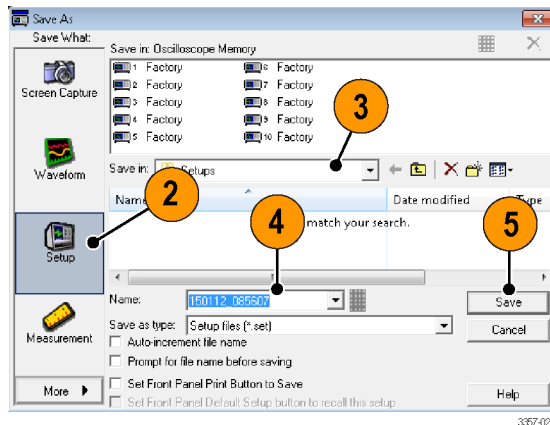 Save As
Save What:
Save in: Oscilloscope Memory
Screen Capture
1 Factory
6 Factory
2 Factory
7 Factory
3 Factory
8 Factory
4 Factory
9 Factory
5 Factory
10 Factory
3
Waveform
Save in:
Setups
Name
Date modified
Type
2
4
match your search.
5
Setup
Name:
150112_085607
Save
Save as type:
Setup files (*.set)
Cancel
Measurement
Auto-increment file name
Prompt for file name before saving
More
Set Front Panel Print Button to Save
Set Front Panel Default Setup button to recall this setup
Help
3357-02